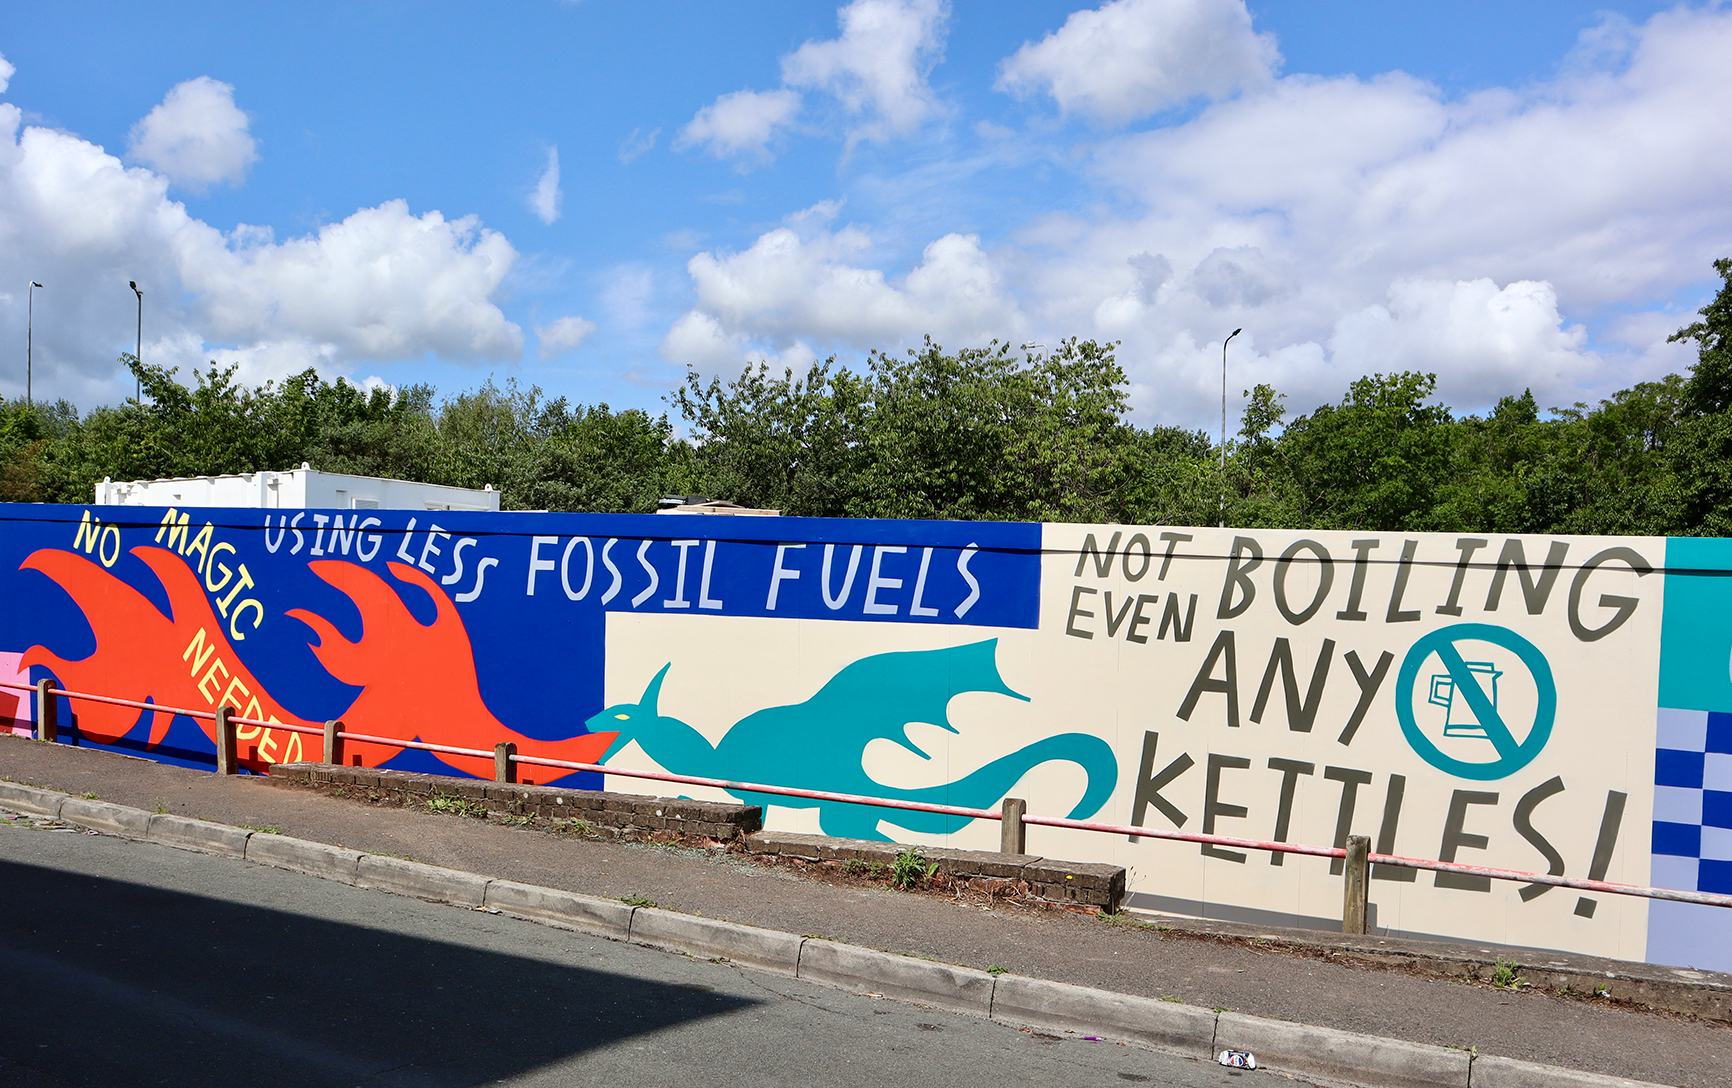 NO MAGIC
NEEDED
USING LESS FOSSIL FUELS
NOT EVEN BOILING
ANY
KETTLES!